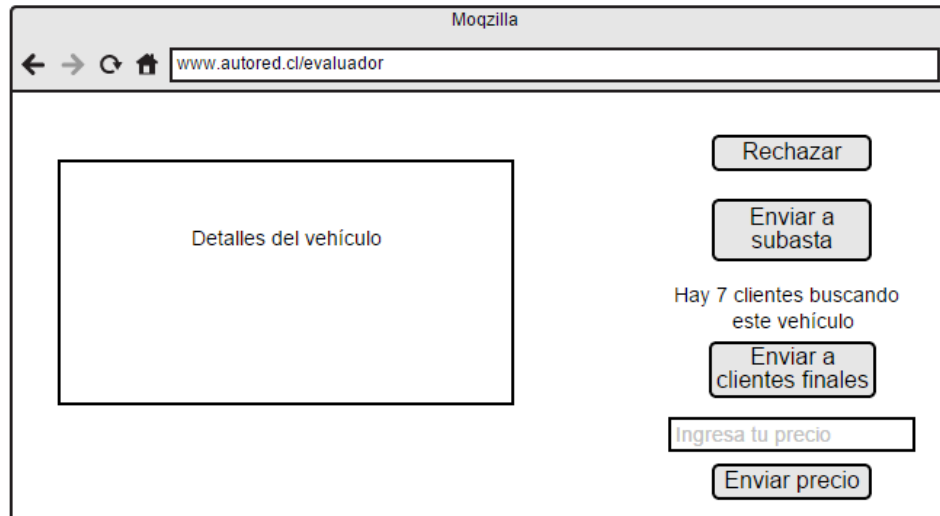 Moqzilla
www.autored.cl/evaluador
Rechazar
Detalles del vehículo
Enviar a
subasta
Hay 7 clientes buscando
este vehículo
Enviar a
clientes finales
Ingresa tu precio
Enviar precio